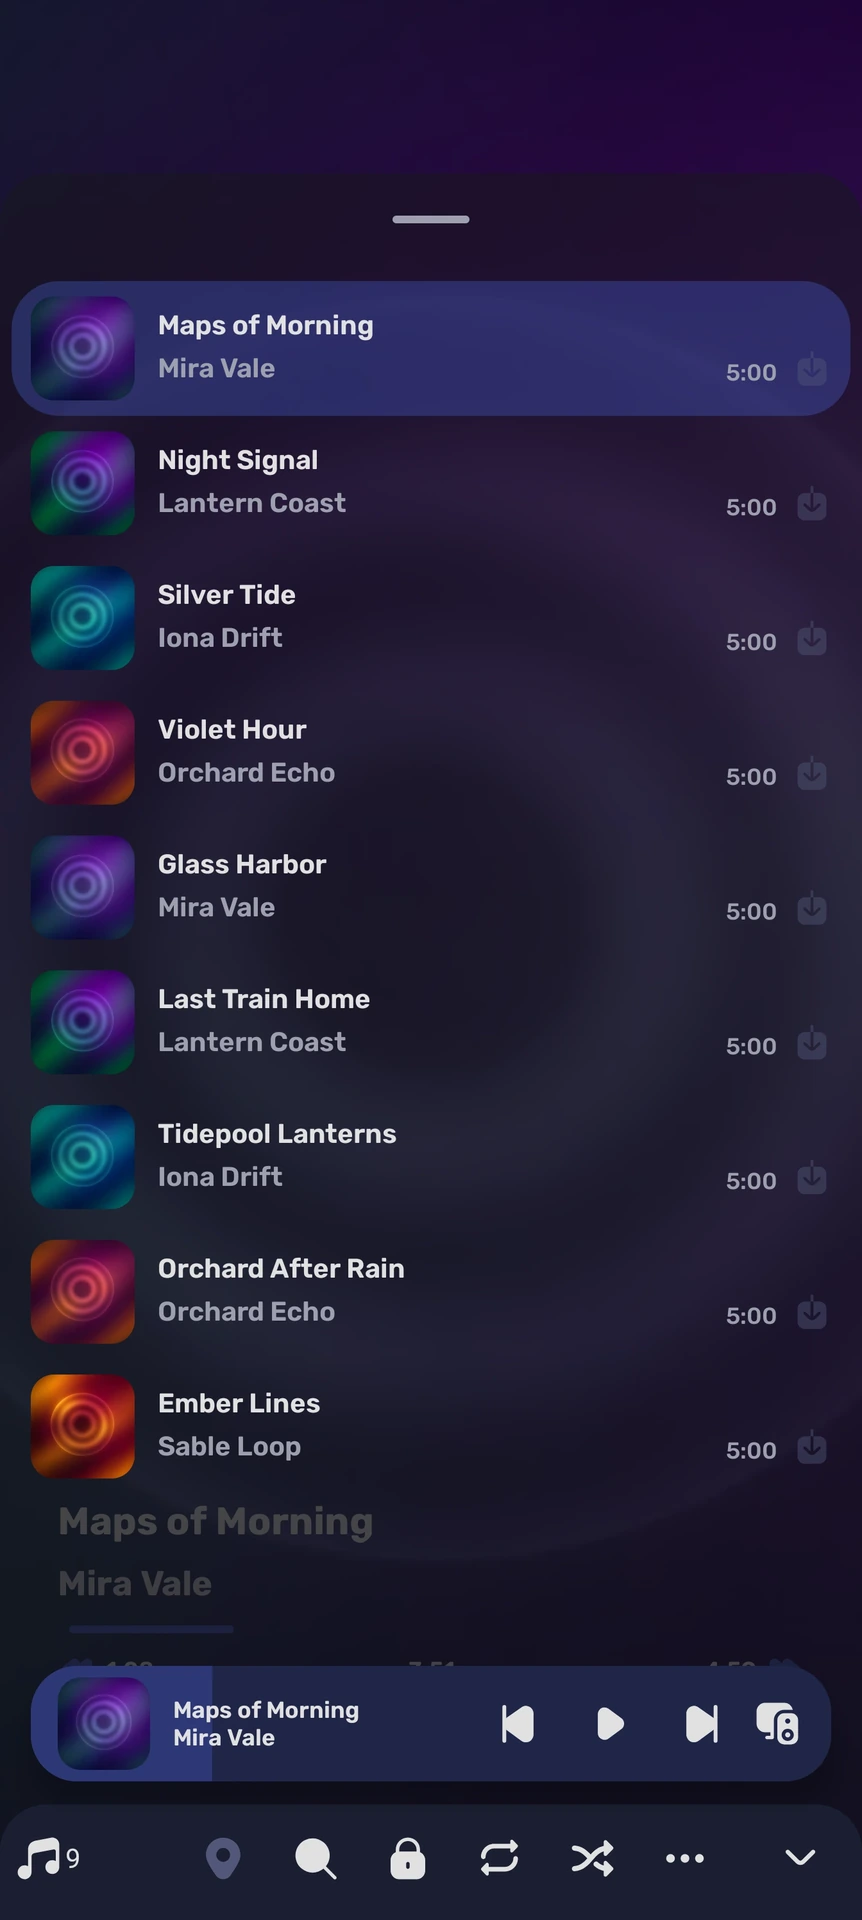 Maps of Morning
Mira Vale
5:00
Night Signal
Lantern Coast
5:00
Silver Tide
Iona Drift
5:00
Violet Hour
Orchard Echo
5:00
Glass Harbor
Mira Vale
5:00
Last Train Home
Lantern Coast
5:00
Tidepool Lanterns
Iona Drift
5:00
Orchard After Rain
Orchard Echo
5:00
Ember Lines
Sable Loop
5:00
Maps of Morning
Mira Vale
Maps of Morning
Mira Vale
9